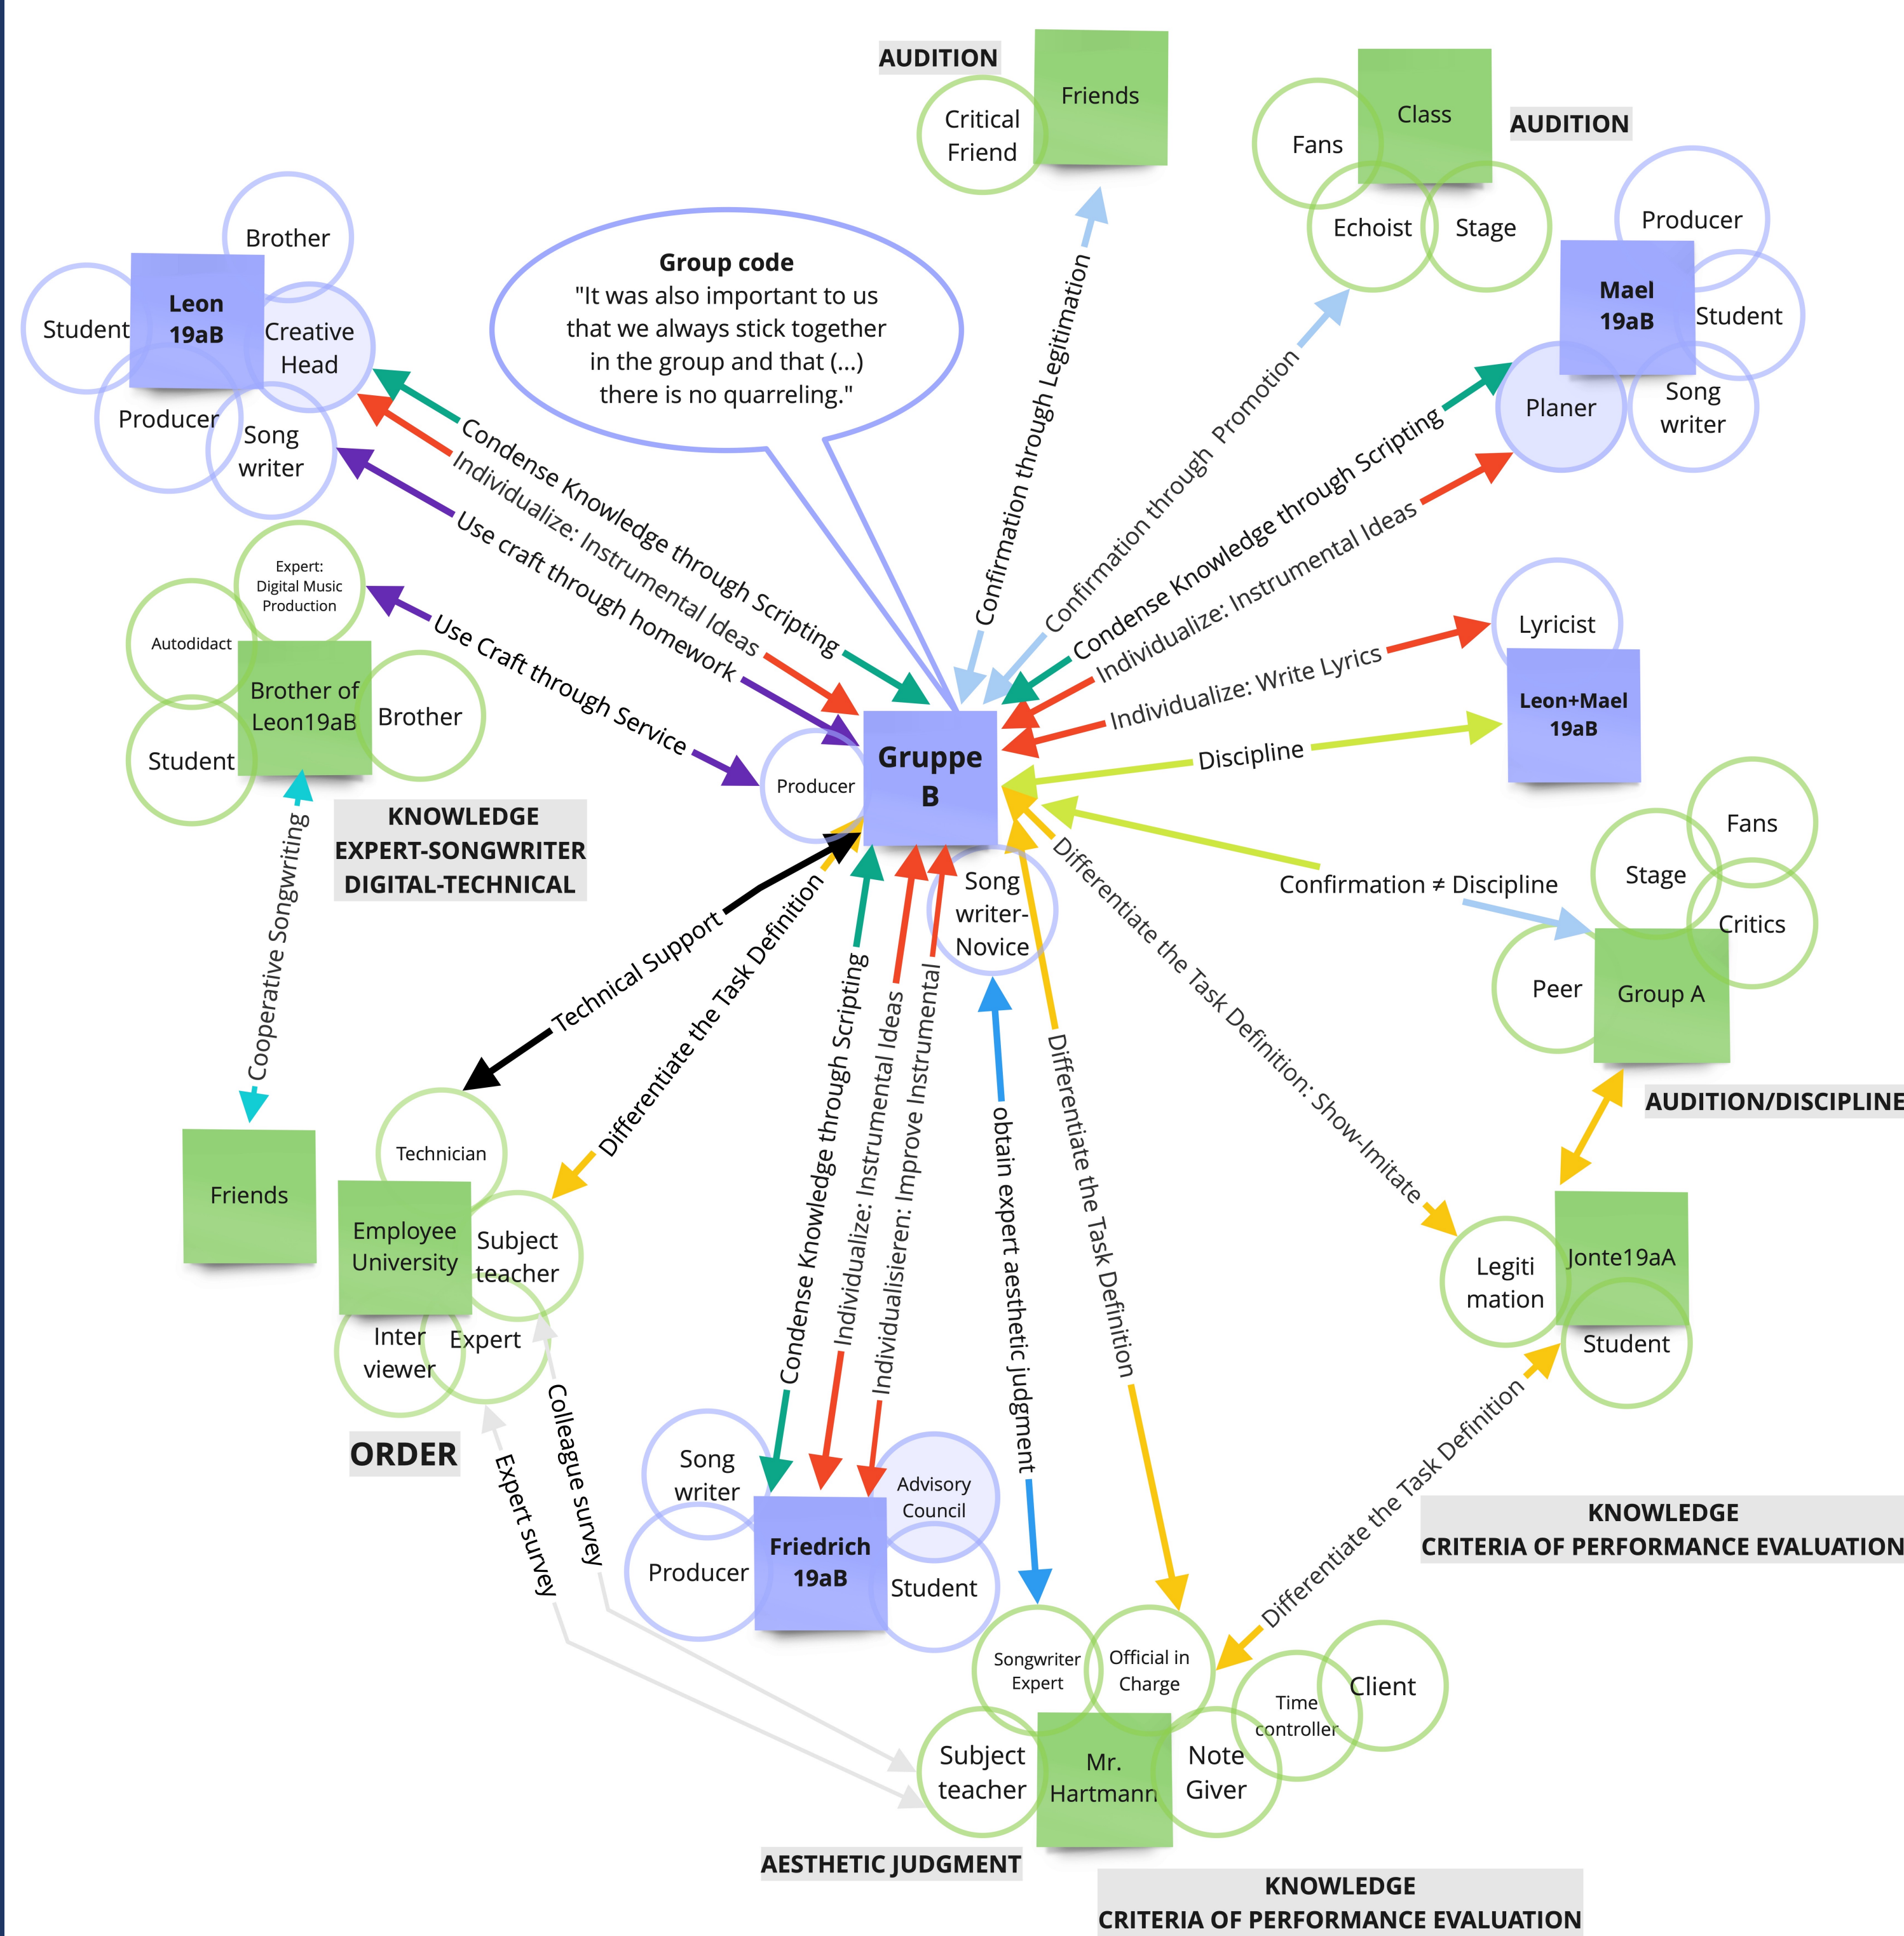 AUDITION
Friends
Critical
Friend
Class
AUDITION
Fans
Echoist
Stage
Producer
Mael
19aB
Student
Planer
Song
writer
Brother
Leon
19aB
Student
Creative
Head
Producer
Song
writer
Group code
"It was also important to us
that we always stick together
in the group and that (...)
there is no quarreling."
Confirmation through Legitimation
Confirmation through Promotion
Condense Knowledge through Scripting
Individualize: Instrumental Ideas
Use craft through homework
Condense Knowledge through Scripting
Individualize: Instrumental Ideas
Individualize: Write Lyrics
Discipline
Lyricist
Leon+Mael
19aB
Expert:
Digital Music
Production
Autodidact
Brother of
Leon19aB
Brother
Student
Use Craft through Service
KNOWLEDGE
EXPERT-SONGWRITER
DIGITAL-TECHNICAL
Producer
Gruppe
B
Song
writer-
Novice
Confirmation ≠ Discipline
Fans
Stage
Critics
Peer
Group A
AUDITION/DISCIPLINE
Cooperative Songwriting
Friends
Technical Support
Differentiate the Task Definition
Technician
Employee
University
Subject
teacher
Inter
viewer
Expert
ORDER
Expert survey
Colleague survey
Condense Knowledge through Scripting
Individualize: Instrumental Ideas
Individualisieren: Improve Instrumental
obtain expert aesthetic judgment
Differentiate the Task Definition
Differentiate the Task Definition: Show-Imitate
Legiti
mation
Jonte19aA
Student
Differentiate the Task Definition
KNOWLEDGE
CRITERIA OF PERFORMANCE EVALUATION
Song
writer
Advisory
Council
Friedrich
19aB
Producer
Student
Songwriter
Expert
Official in
Charge
Time
controller
Client
Subject
teacher
Mr.
Hartmann
Note
Giver
AESTHETIC JUDGMENT
KNOWLEDGE
CRITERIA OF PERFORMANCE EVALUATION